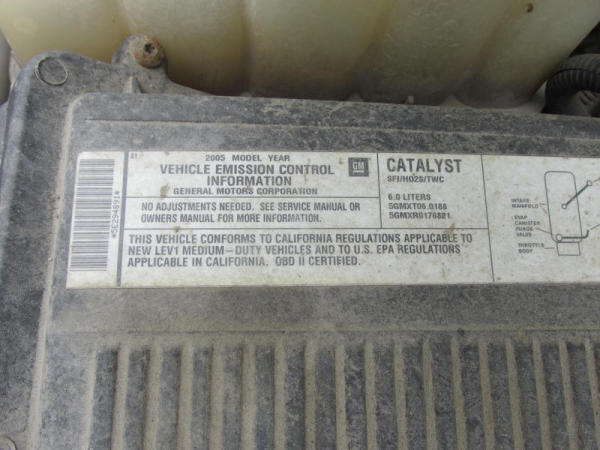 81
2005 MODEL YEAR
VEHICLE EMISSION CONTROL
INFORMATION
GENERAL MOTORS CORPORATION
GM
NO ADJUSTMENTS NEEDED. SEE SERVICE MANUAL OR
OWNERS MANUAL FOR MORE INFORMATION.
THIS VEHICLE CONFORMS TO CALIFORNIA REGULATIONS APPLICABLE TO
NEW LEV1 MEDIUM-DUTY VEHICLES AND TO U.S. EPA REGULATIONS
APPLICABLE IN CALIFORNIA. OBD II CERTIFIED.
CATALYST
SFI/HO2S/TWC
6.0 LITERS
5GMXT06.0188
5GMXR0176821
INTAKE
MANIFOLD
EVAP
CANISTER
PURGE
VALVE
THROTTLE
BODY